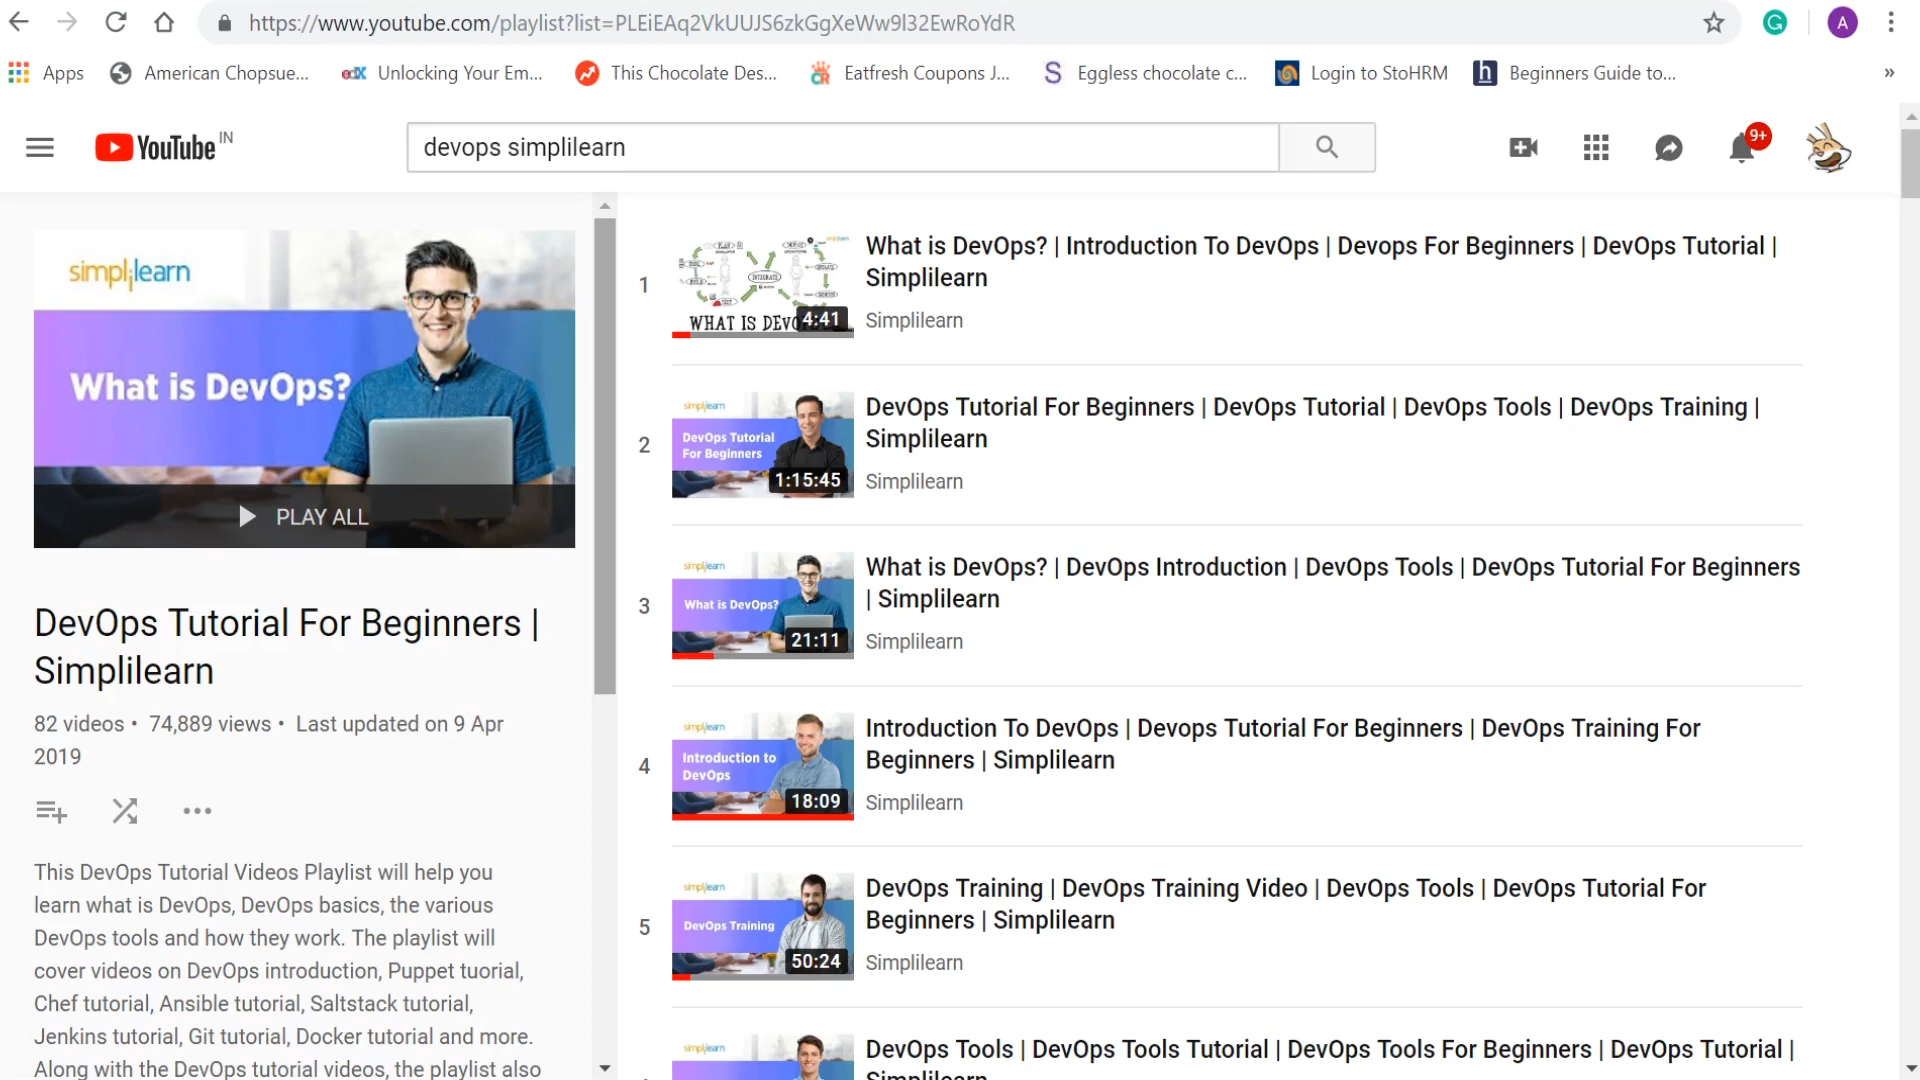 https://www.youtube.com/playlist?list=PLEiEAq2VkUUJS6zkGgXeWw9l32EwRoYdR
A
Apps
American Chopsue...
edX
Unlocking Your Em...
This Chocolate Des...
CR
Eatfresh Coupons J...
S
Eggless chocolate c...
Login to StoHRM
h
Beginners Guide to...
»
YouTube IN
devops simplilearn
9+
simplilearn
What is DevOps?
PLAY ALL
DevOps Tutorial For Beginners |
Simplilearn
82 videos • 74,889 views • Last updated on 9 Apr
2019
This DevOps Tutorial Videos Playlist will help you
learn what is DevOps, DevOps basics, the various
DevOps tools and how they work. The playlist will
cover videos on DevOps introduction, Puppet tuorial,
Chef tutorial, Ansible tutorial, Saltstack tutorial,
Jenkins tutorial, Git tutorial, Docker tutorial and more.
Along with the DevOps tutorial videos, the playlist also
1
INTEGRATE
WHAT IS DEVO
4:41
What is DevOps? | Introduction To DevOps | Devops For Beginners | DevOps Tutorial |
Simplilearn
Simplilearn
2
simplilearn
DevOps Tutorial
For Beginners
1:15:45
DevOps Tutorial For Beginners | DevOps Tutorial | DevOps Tools | DevOps Training |
Simplilearn
Simplilearn
3
simplilearn
What is DevOps?
21:11
What is DevOps? | DevOps Introduction | DevOps Tools | DevOps Tutorial For Beginners
| Simplilearn
Simplilearn
4
simplilearn
Introduction to
DevOps
18:09
Introduction To DevOps | Devops Tutorial For Beginners | DevOps Training For
Beginners | Simplilearn
Simplilearn
5
simplilearn
DevOps Training
50:24
DevOps Training | DevOps Training Video | DevOps Tools | DevOps Tutorial For
Beginners | Simplilearn
Simplilearn
simplilearn
DevOps Tools | DevOps Tools Tutorial | DevOps Tools For Beginners | DevOps Tutorial |
Simplilearn